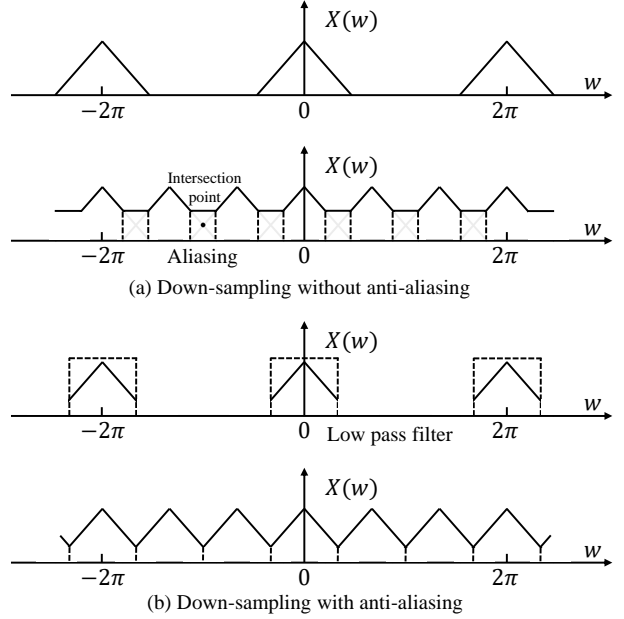 X(w)
w
−2π
0
2π
X(w)
Intersection
point
w
−2π
Aliasing
0
2π
(a) Down-sampling without anti-aliasing
X(w)
w
−2π
0
Low pass filter
2π
X(w)
w
−2π
0
2π
(b) Down-sampling with anti-aliasing